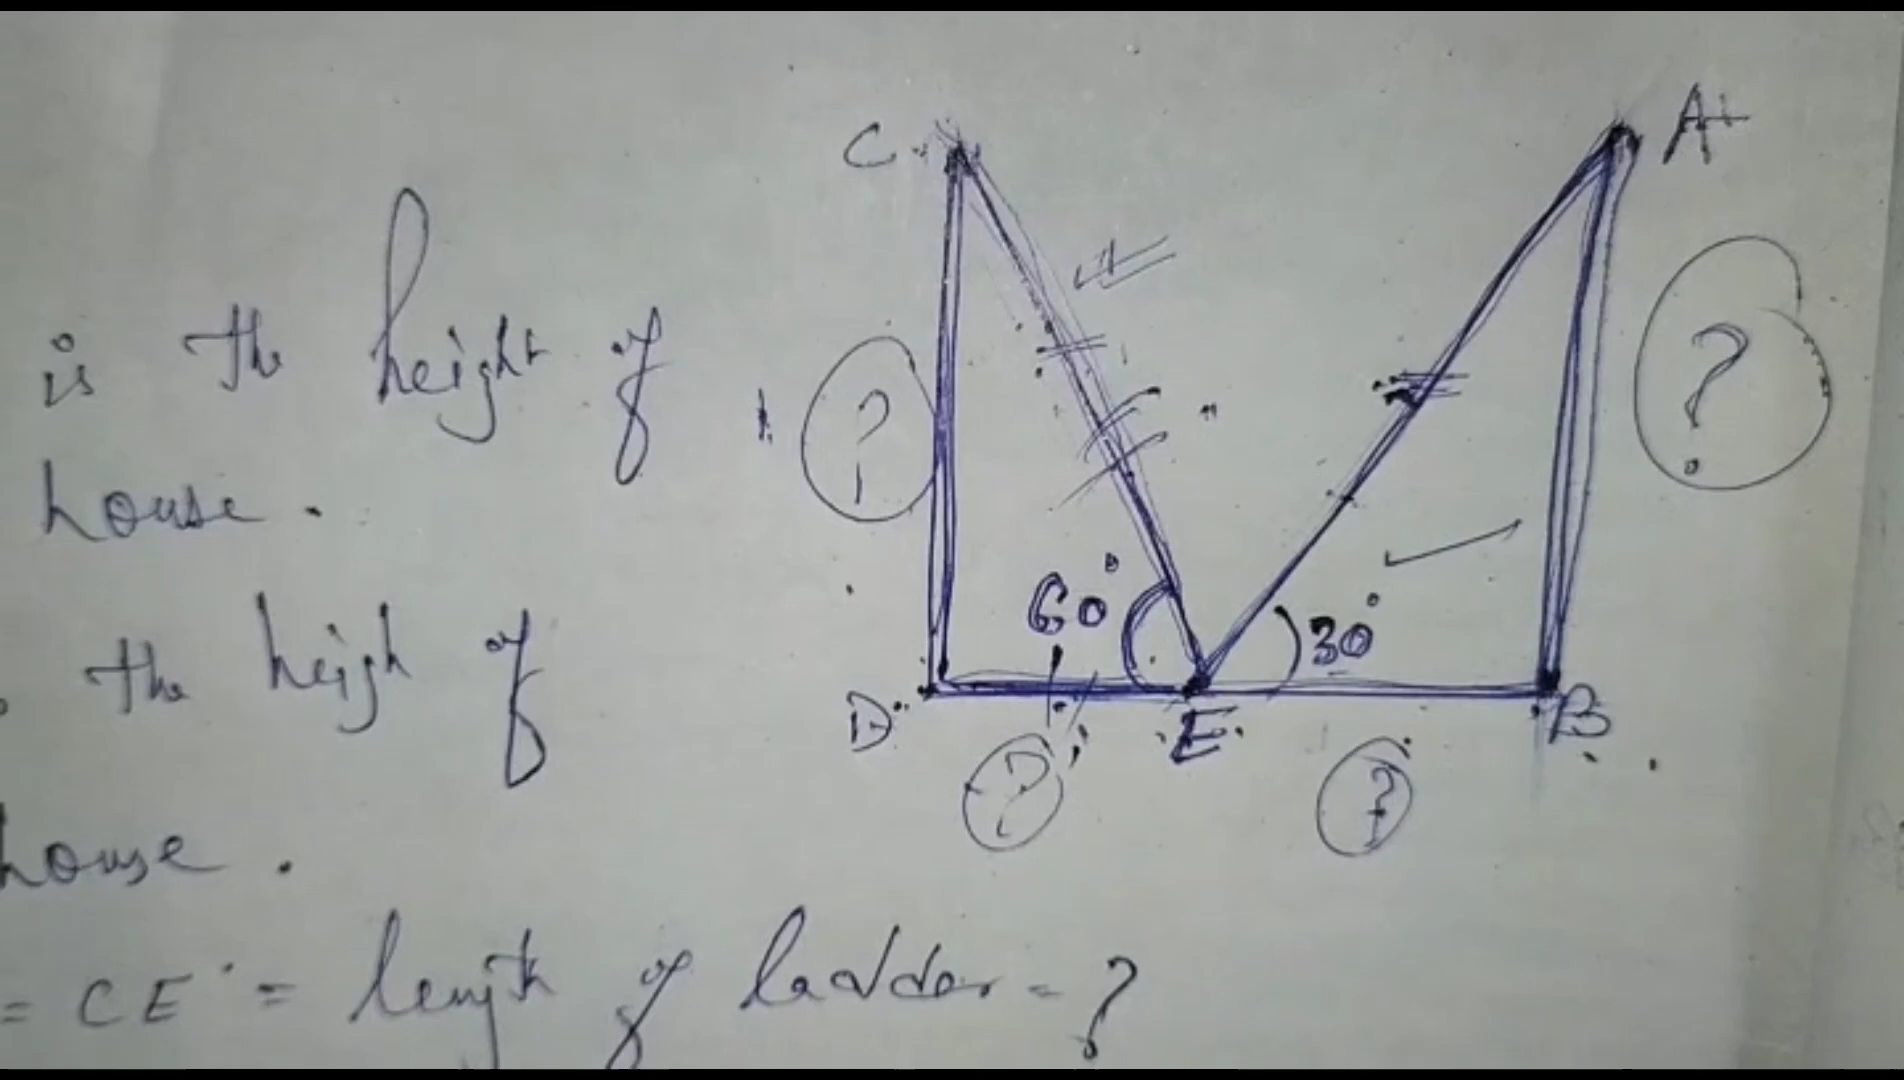 C A
is the height of
?
?
house.
60° 30°
the heigh of
D E B
? ?
house.
= CE = length of ladder = ?